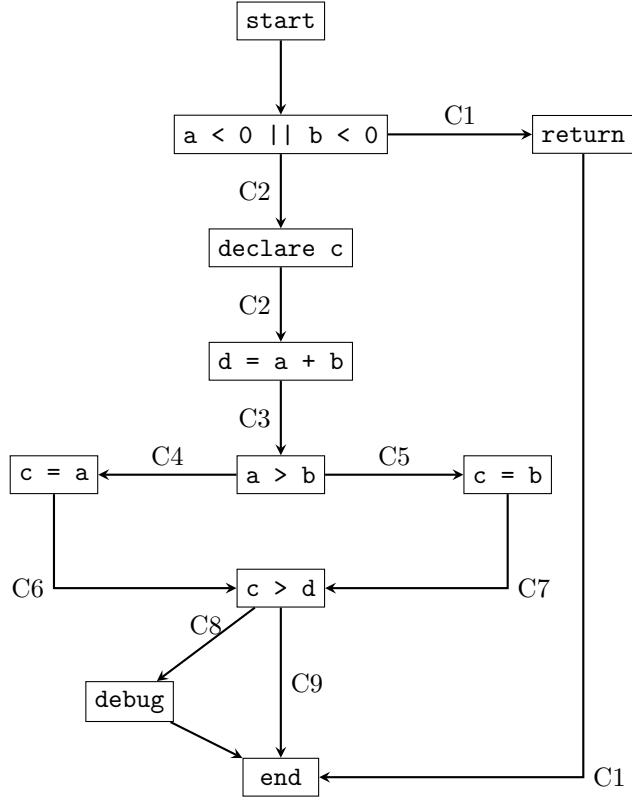 start
a < 0 || b < 0
C1
return
C2
declare c
C2
d = a + b
C3
c = a
C4
a > b
C5
c = b
C6
c > d
C7
C8
C9
debug
end
C1